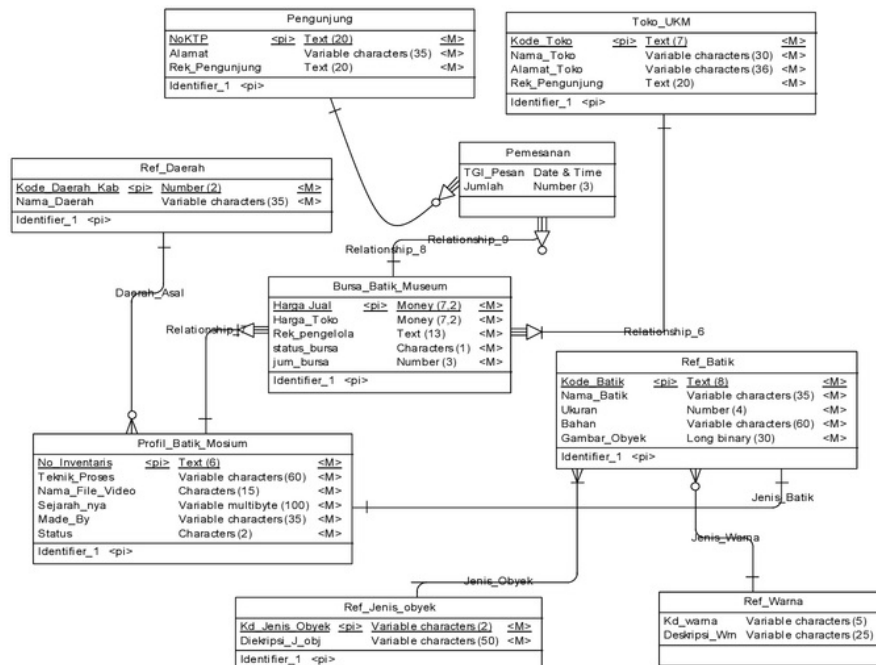 Pengunjung
NoKTP <pi> Text (20) <M>
Alamat Variable characters (35) <M>
Rek_Pengunjung Text (20) <M>
Identifier_1 <pi>
Toko_UKM
Kode_Toko <pi> Text (7) <M>
Nama_Toko Variable characters (30) <M>
Alamat_Toko Variable characters (36) <M>
Rek_Pengunjung Text (20) <M>
Identifier_1 <pi>
Pemesanan
TGl_Pesan Date & Time
Jumlah Number (3)
Ref_Daerah
Kode_Daerah_Kab <pi> Number (2) <M>
Nama_Daerah Variable characters (35) <M>
Identifier_1 <pi>
Relationship_9
Relationship_8
Daerah_Asal
Bursa_Batik_Museum
Harga Jual <pi> Money (7,2) <M>
Harga_Toko Money (7,2) <M>
Rek_pengelola Text (13) <M>
status_bursa Characters (1) <M>
jum_bursa Number (3) <M>
Identifier_1 <pi>
Relationship_6
Ref_Batik
Kode_Batik <pi> Text (8) <M>
Nama_Batik Variable characters (35) <M>
Ukuran Number (4) <M>
Bahan Variable characters (60) <M>
Gambar_Obyek Long binary (30) <M>
Identifier_1 <pi>
Profil_Batik_Mosium
No_Inventaris <pi> Text (6) <M>
Teknik_Proses Variable characters (60) <M>
Nama_File_Video Characters (15) <M>
Sejarah_nya Variable multibyte (100) <M>
Made_By Variable characters (35) <M>
Status Characters (2) <M>
Identifier_1 <pi>
Jenis_Batik
Jenis_Warna
Jenis_Obyek
Ref_Jenis_obyek
Kd_Jenis_Obyek <pi> Variable characters (2) <M>
Diekripsi_J_obj Variable characters (50) <M>
Identifier_1 <pi>
Ref_Warna
Kd_warna Variable characters (5)
Deskripsi_Wrn Variable characters (25)